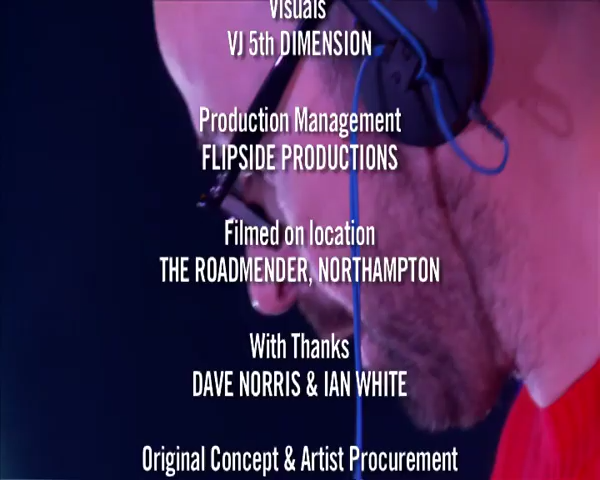 Visuals
VJ 5th DIMENSION
Production Management
FLIPSIDE PRODUCTIONS
Filmed on location
THE ROADMENDER, NORTHAMPTON
With Thanks
DAVE NORRIS & IAN WHITE
Original Concept & Artist Procurement